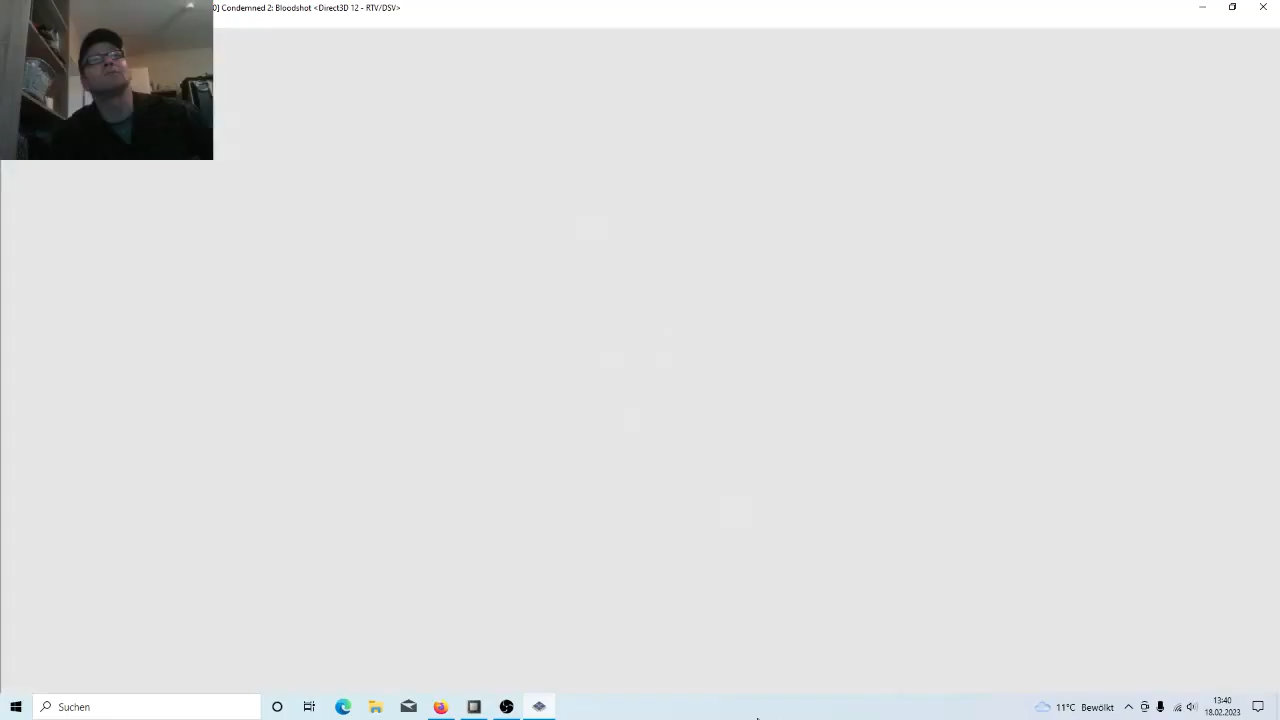 0] Condemned 2: Bloodshot <Direct3D 12 - RTV/DSV>
Suchen
11°C Bewölkt
13:40
18.02.2023